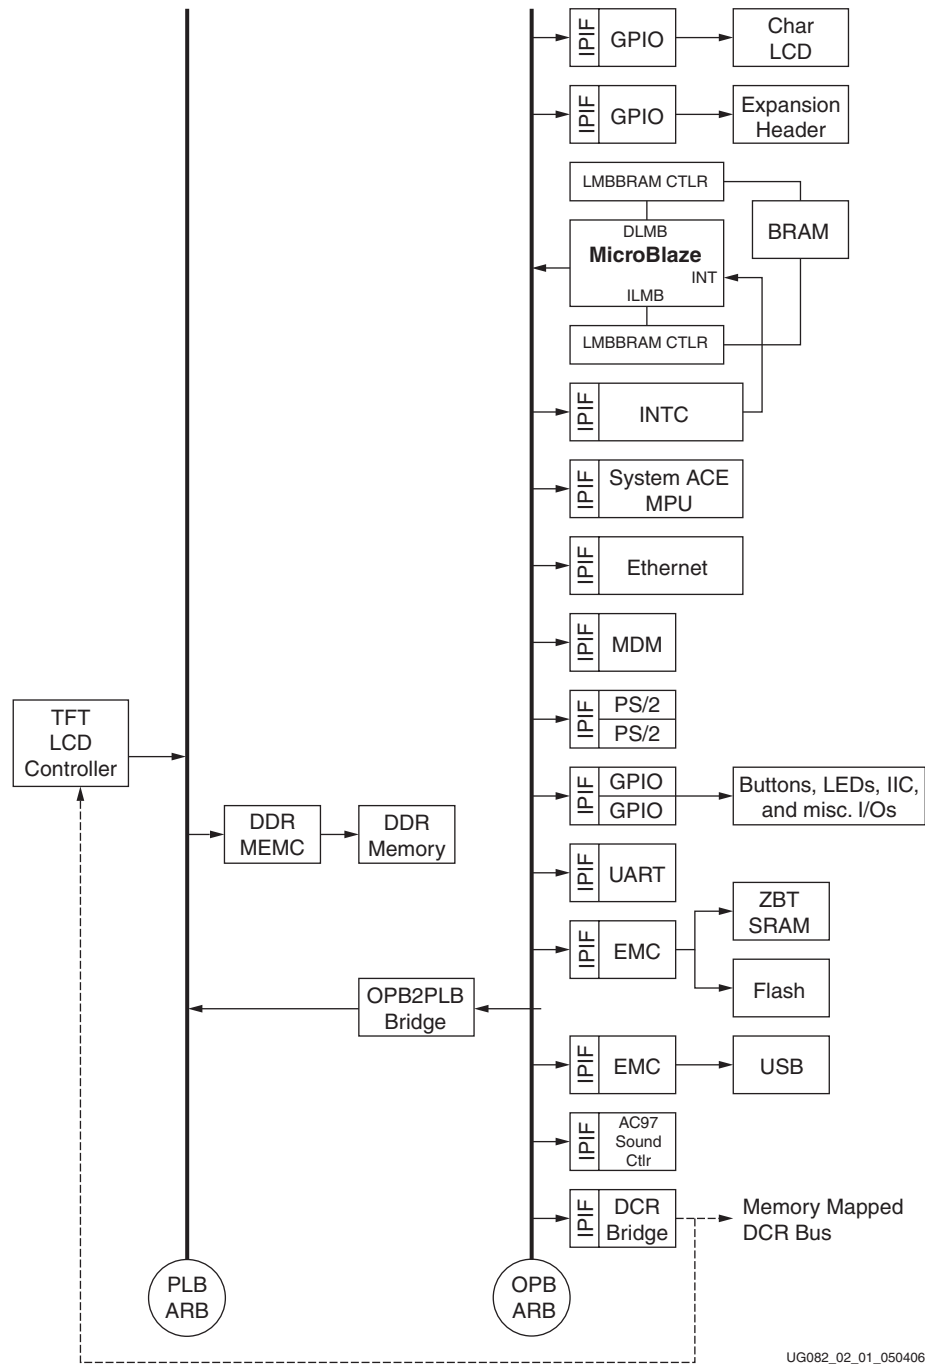 IPIF
GPIO
Char
LCD
IPIF
GPIO
Expansion
Header
LMBBRAM CTLR
DLMB
MicroBlaze
INT
ILMB
BRAM
LMBBRAM CTLR
IPIF
INTC
IPIF
System ACE
MPU
IPIF
Ethernet
IPIF
MDM
TFT
LCD
Controller
IPIF
PS/2
PS/2
IPIF
GPIO
GPIO
Buttons, LEDs, IIC,
and misc. I/Os
DDR
MEMC
DDR
Memory
IPIF
UART
IPIF
EMC
ZBT
SRAM
Flash
OPB2PLB
Bridge
IPIF
EMC
USB
IPIF
AC97
Sound
Ctlr
IPIF
DCR
Bridge
Memory Mapped
DCR Bus
PLB
ARB
OPB
ARB
UG082_02_01_050406